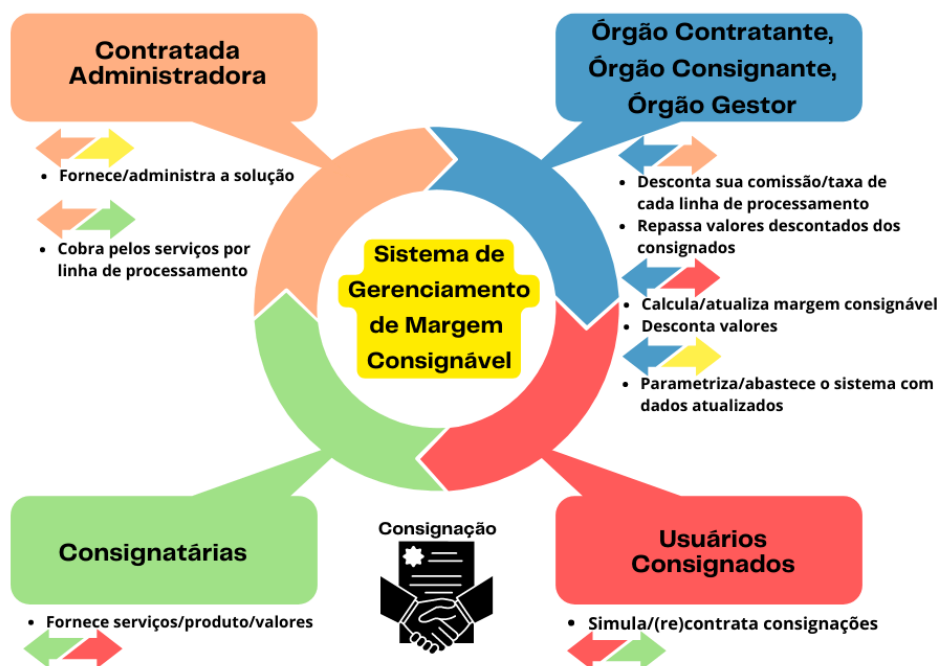 Contratada
Administradora
Órgão Contratante,
Órgão Consignante,
Órgão Gestor
• Fornece/administra a solução
• Cobra pelos serviços por
linha de processamento
• Desconta sua comissão/taxa de
cada linha de processamento
• Repassa valores descontados dos
consignados
• Calcula/atualiza margem consignável
• Desconta valores
• Parametriza/abastece o sistema com
dados atualizados
Sistema de
Gerenciamento
de Margem
Consignável
Consignatárias
• Fornece serviços/produto/valores
Consignação
Usuários
Consignados
• Simula/(re)contrata consignações